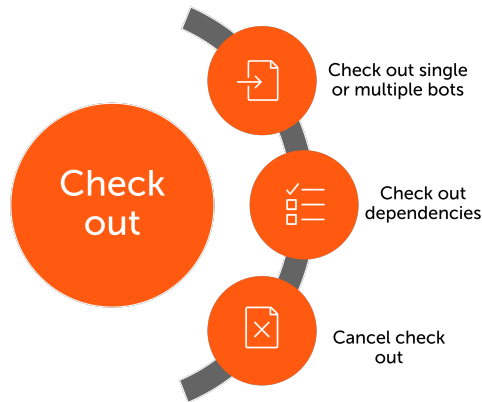 Check
out
Check out single
or multiple bots
Check out
dependencies
Cancel check
out